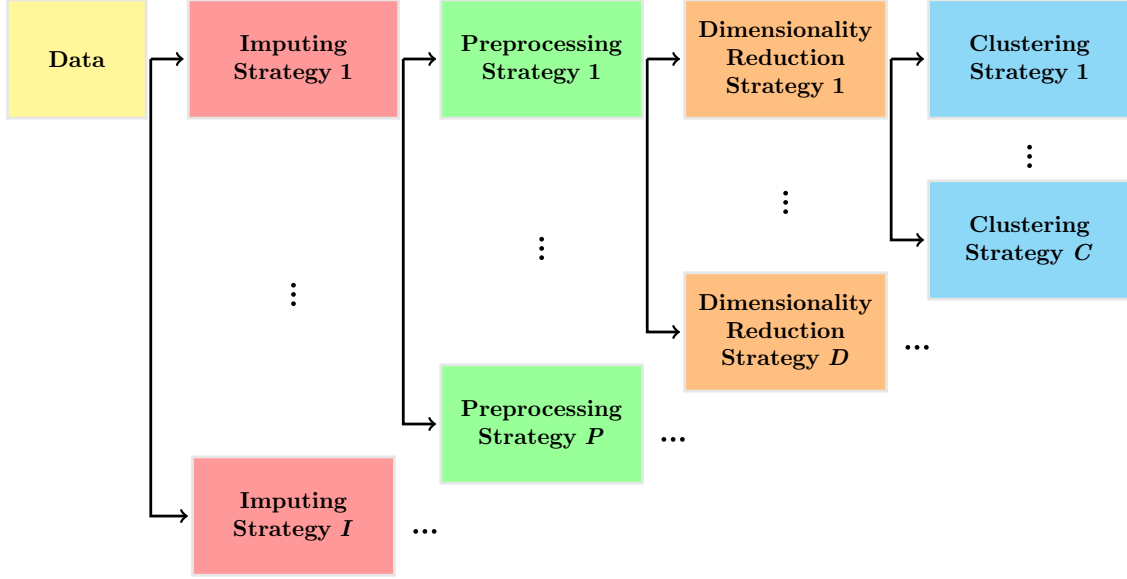 Data
Imputing
Strategy 1
Preprocessing
Strategy 1
Dimensionality
Reduction
Strategy 1
Clustering
Strategy 1
⋮
Clustering
Strategy C
⋮
Dimensionality
Reduction
Strategy D
...
⋮
Preprocessing
Strategy P
...
⋮
Imputing
Strategy I
...